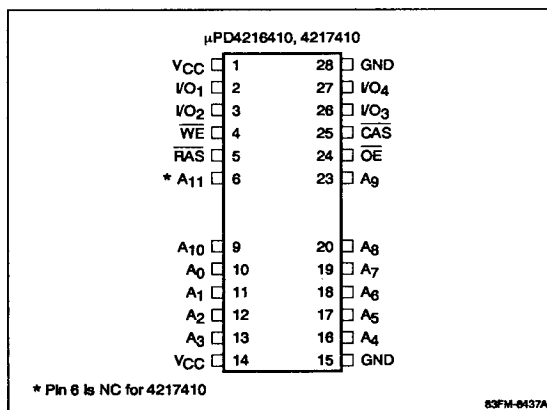 μPD4216410, 4217410
VCC 1 28 GND
I/O1 2 27 I/O4
I/O2 3 26 I/O3
WE 4 25 CAS
RAS 5 24 OE
* A11 6 23 A9
A10 9 20 A8
A0 10 19 A7
A1 11 18 A6
A2 12 17 A5
A3 13 16 A4
VCC 14 15 GND
* Pin 6 is NC for 4217410
83FM-8437A